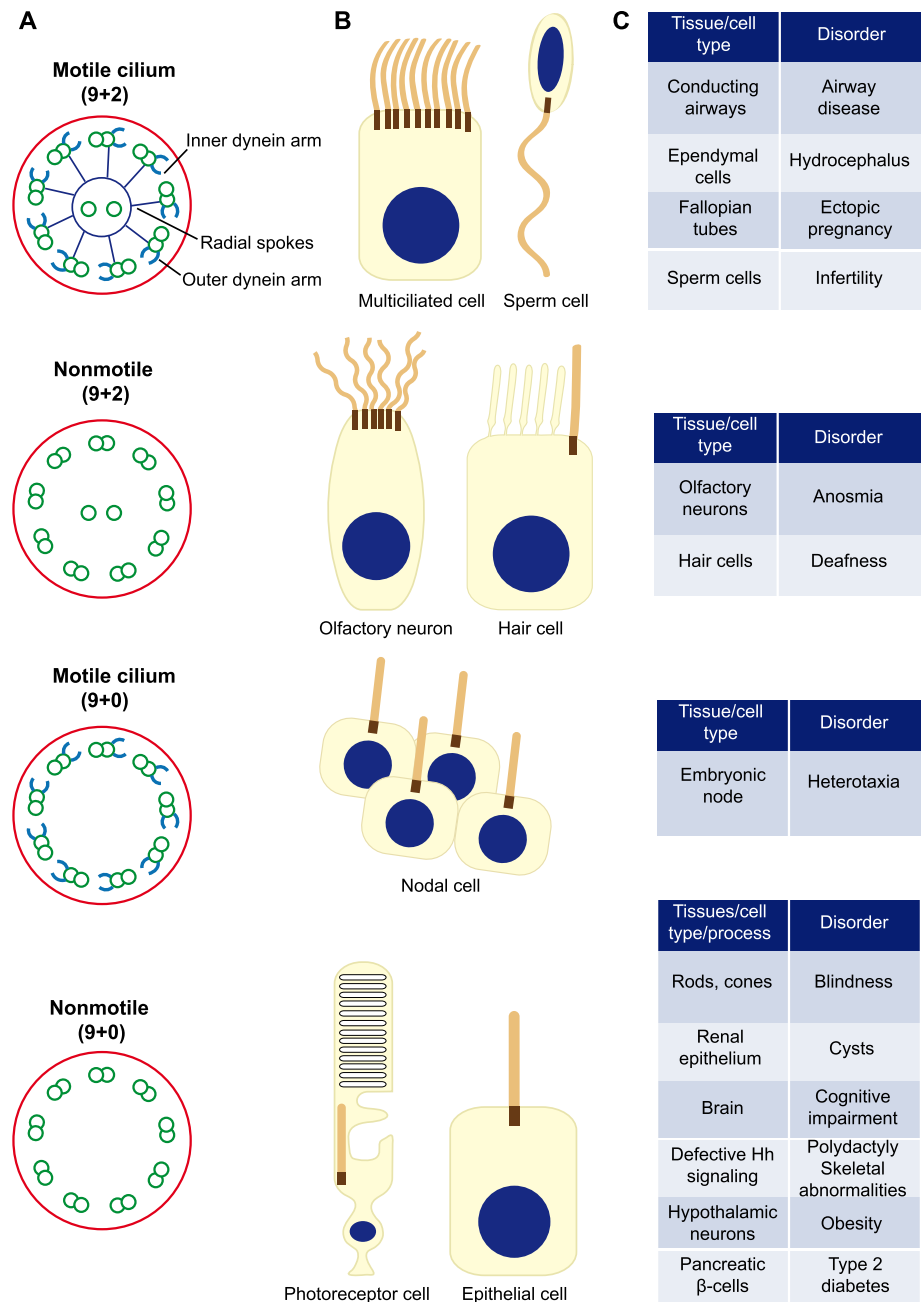 A
B
C
Motile cilium
(9+2)
Inner dynein arm
Radial spokes
Outer dynein arm
Multiciliated cell
Sperm cell
Tissue/cell
type
Disorder
Conducting
airways
Airway
disease
Ependymal
cells
Hydrocephalus
Fallopian
tubes
Ectopic
pregnancy
Sperm cells
Infertility
Nonmotile
(9+2)
Olfactory neuron
Hair cell
Tissue/cell
type
Disorder
Olfactory
neurons
Anosmia
Hair cells
Deafness
Motile cilium
(9+0)
Nodal cell
Tissue/cell
type
Disorder
Embryonic
node
Heterotaxia
Nonmotile
(9+0)
Photoreceptor cell
Epithelial cell
Tissues/cell
type/process
Disorder
Rods, cones
Blindness
Renal
epithelium
Cysts
Brain
Cognitive
impairment
Defective Hh
signaling
Polydactyly
Skeletal
abnormalities
Hypothalamic
neurons
Obesity
Pancreatic
β-cells
Type 2
diabetes